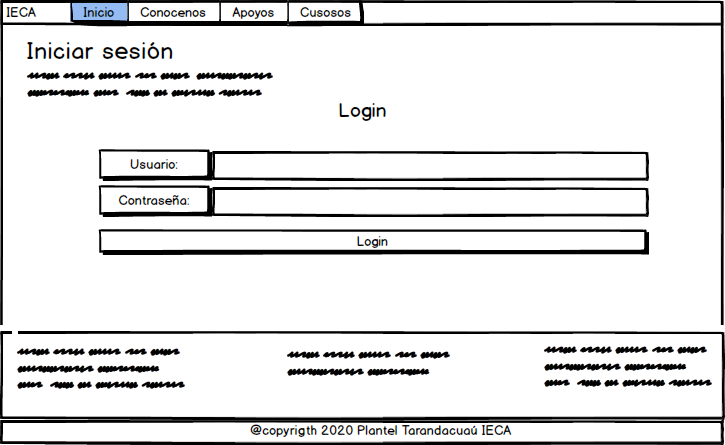 IECA Inicio Conocenos Apoyos Cusosos
Iniciar sesión
Login
Usuario:
Contraseña:
Login
@copyrigth 2020 Plantel Tarandacuaú IECA